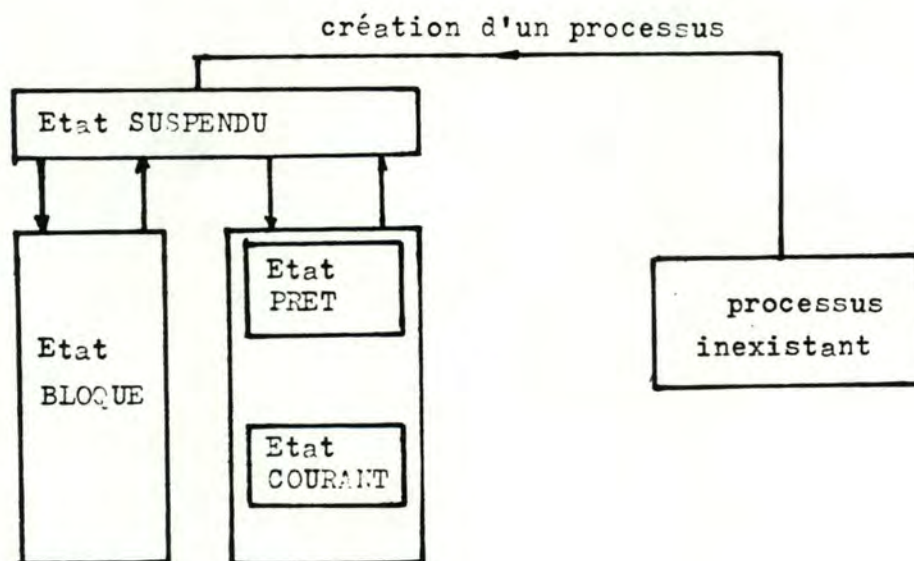 création d'un processus
Etat SUSPENDU
Etat
PRET
processus
inexistant
Etat
BLOQUE
Etat
COURANT